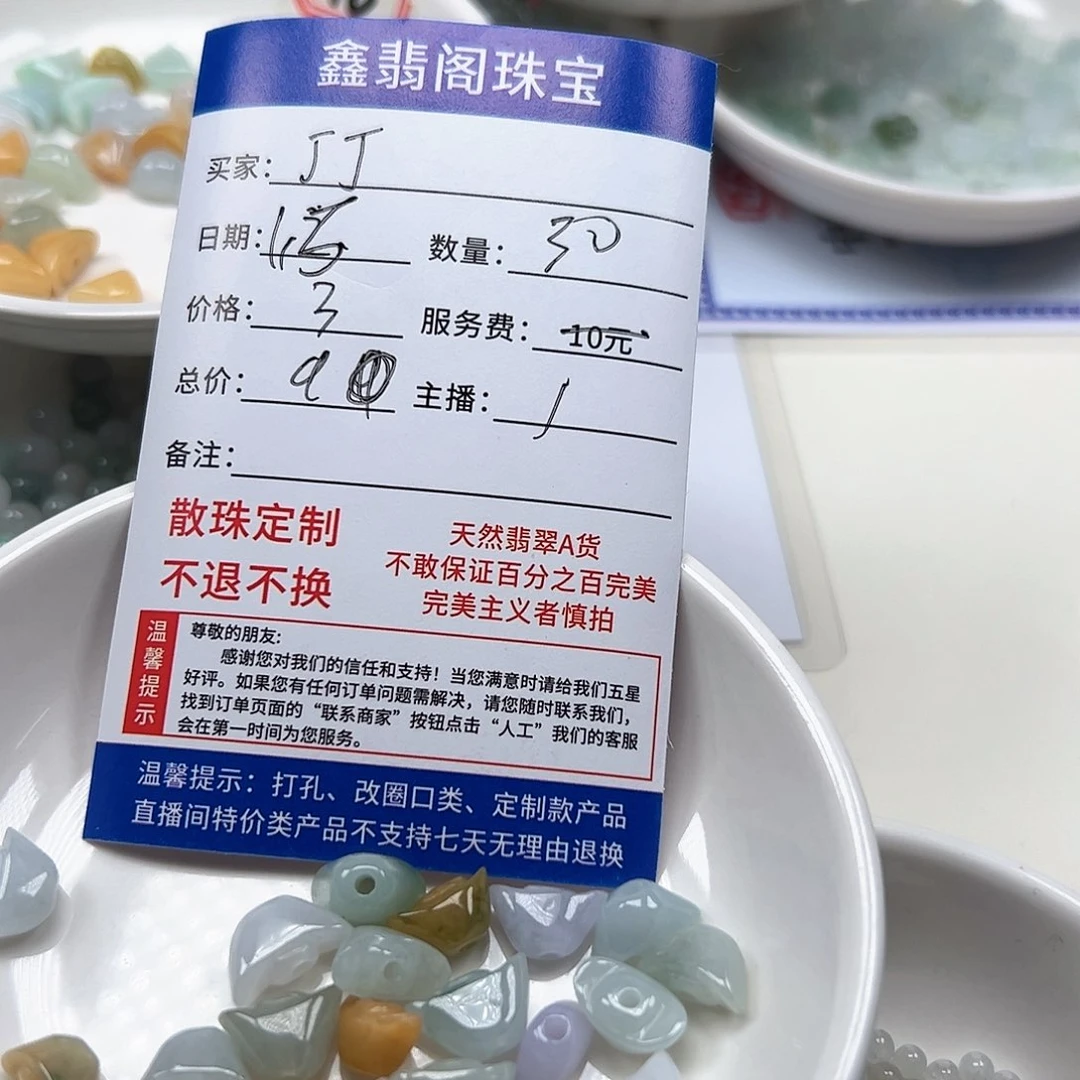 鑫翡阁珠宝
买家：JJ
日期： 数量：30
价格：3 服务费：10元
总价：9 主播：1
备注：
散珠定制
不退不换
天然翡翠A货
不敢保证百分之百完美
完美主义者慎拍
温馨提示
尊敬的朋友：
感谢您对我们的信任和支持！当您满意时请给我们五星
好评。如果您有任何订单问题需解决，请您随时联系我们，
找到订单页面的“联系商家”按钮点击“人工”我们的客服
会在第一时间为您服务。
温馨提示：打孔、改圈口类、定制款产品
直播间特价类产品不支持七天无理由退换